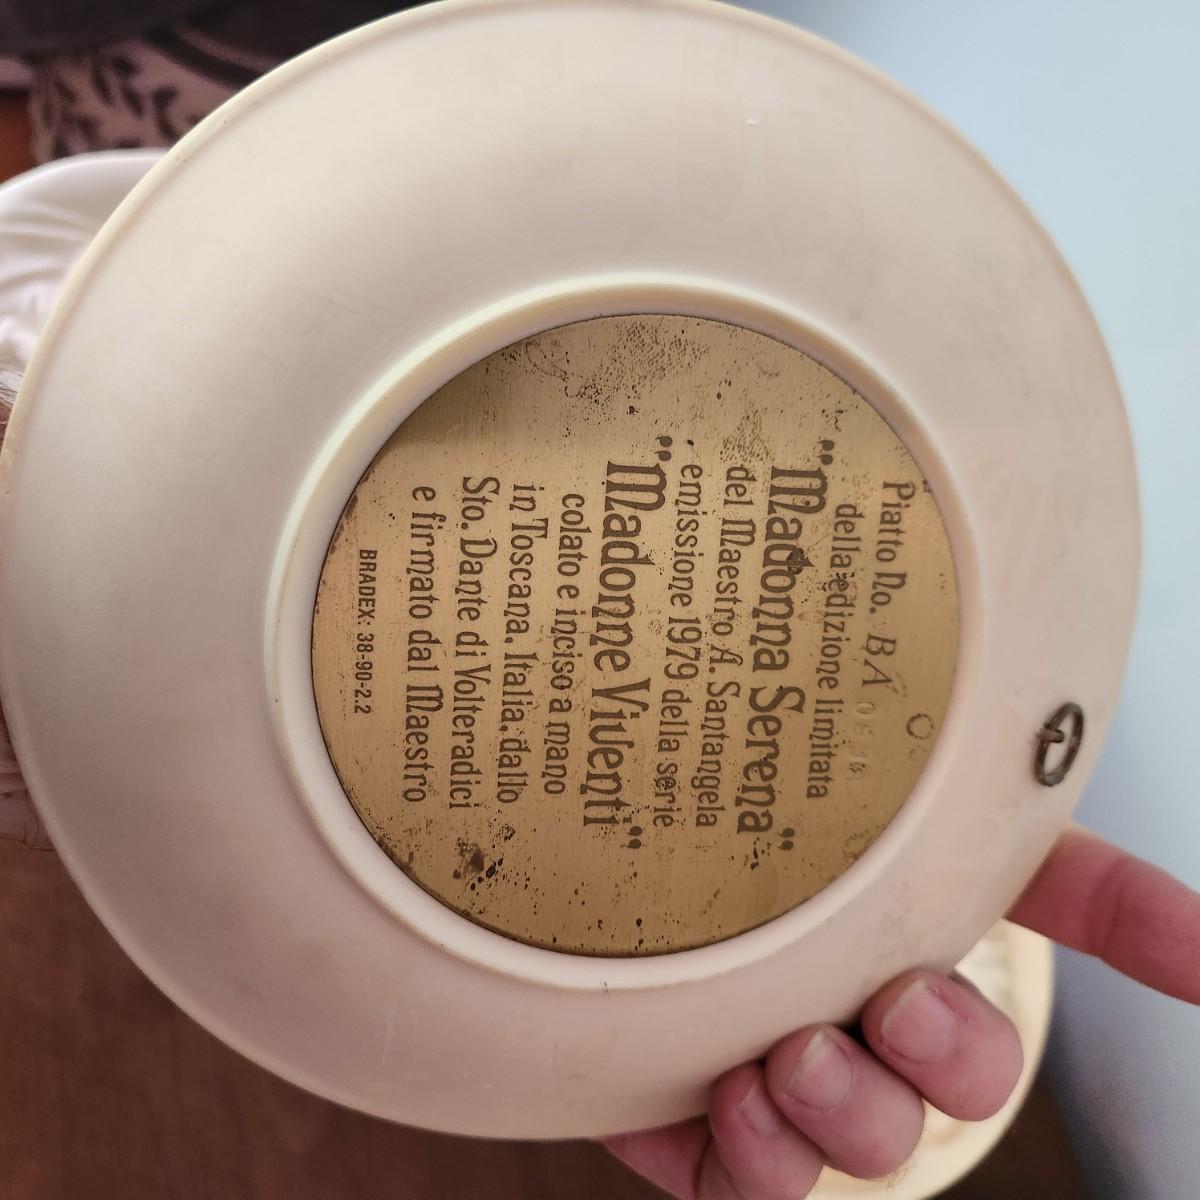 Piatto No. BA
della edizione limitata
"Madonna Serena"
del Maestro A. Santangela
emissione 1979 della serie
"Madonne Viventi"
colato e inciso a mano
in Toscana, Italia, dallo
Sto. Dante di Volteradici
e firmato dal Maestro
BRADEX: 38-90-2.2